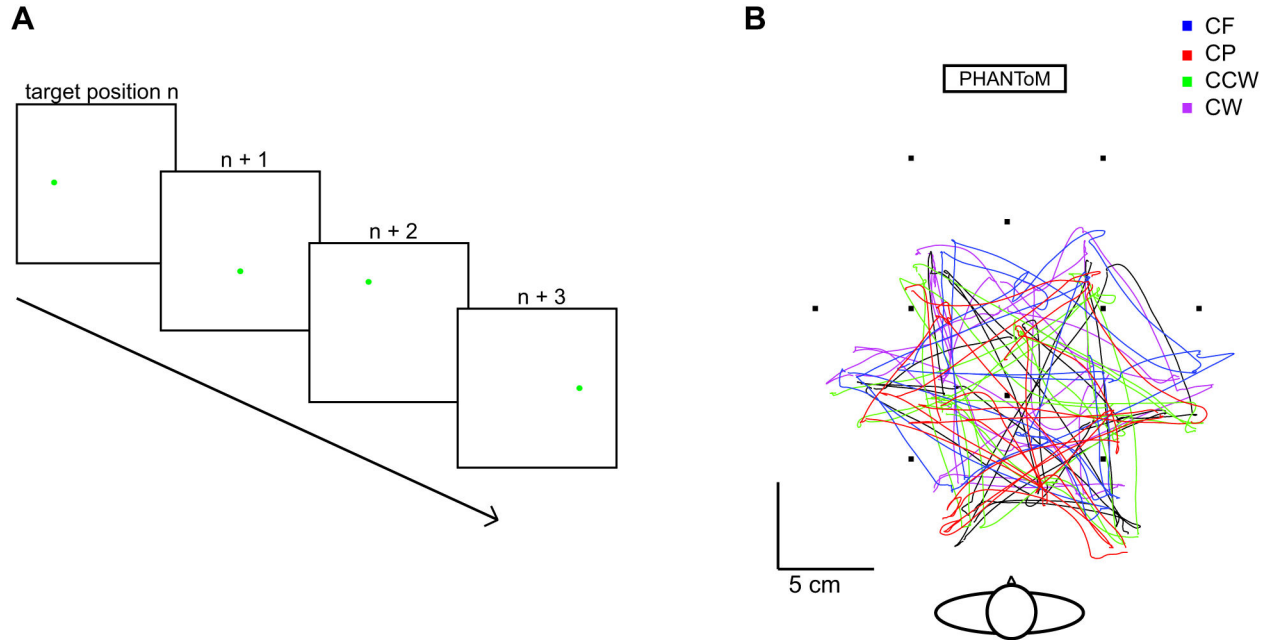 A
target position n
n + 1
n + 2
n + 3
B
CF
CP
CCW
CW
PHANToM
5 cm